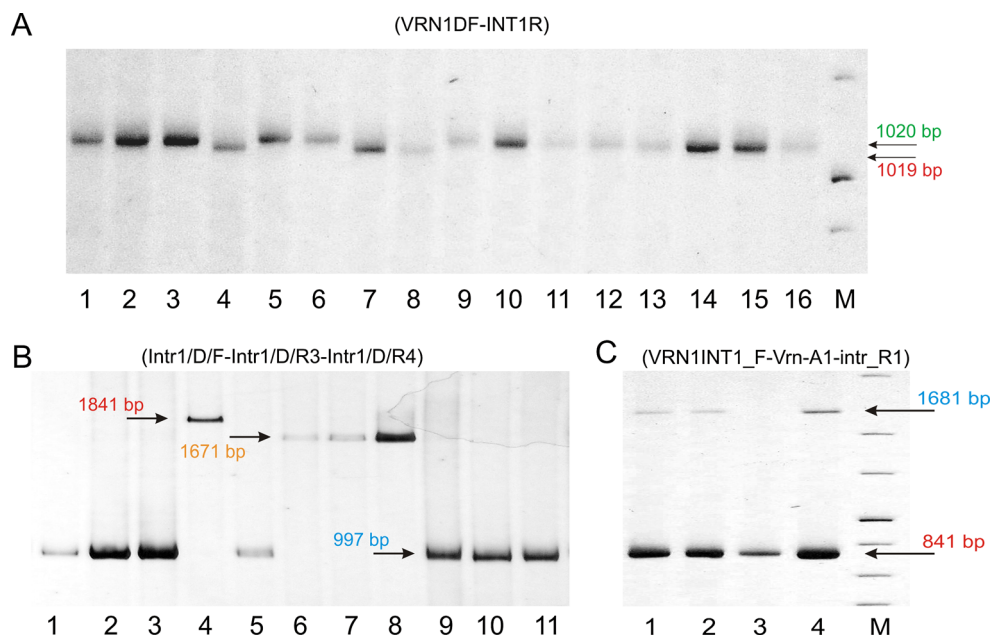 A
(VRN1DF-INT1R)
1020 bp
1019 bp
1 2 3 4 5 6 7 8 9 10 11 12 13 14 15 16 M
B
(Intr1/D/F-Intr1/D/R3-Intr1/D/R4)
1841 bp
1671 bp
997 bp
1 2 3 4 5 6 7 8 9 10 11
C
(VRN1INT1_F-Vrn-A1-intr_R1)
1681 bp
841 bp
1 2 3 4 M